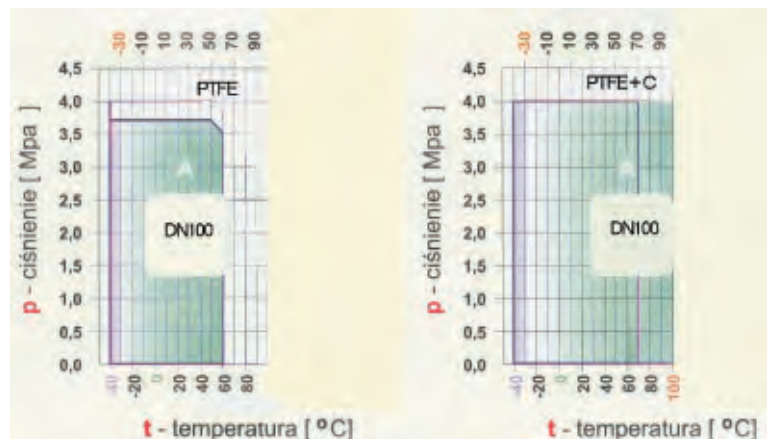 -30 -10 10 30 50 70 90
4,5
4,0
3,5
3,0
2,5
2,0
1,5
1,0
0,5
0,0
PTFE
A
DN100
p - ciśnienie [ Mpa ]
-40 -20 0 20 40 60 80
t - temperatura [ ºC]
-30 -10 10 30 50 70 90
4,5
4,0
3,5
3,0
2,5
2,0
1,5
1,0
0,5
0,0
PTFE+C
DN100
p - ciśnienie [ Mpa ]
-40 -20 0 20 40 60 80 100
t - temperatura [ ºC]